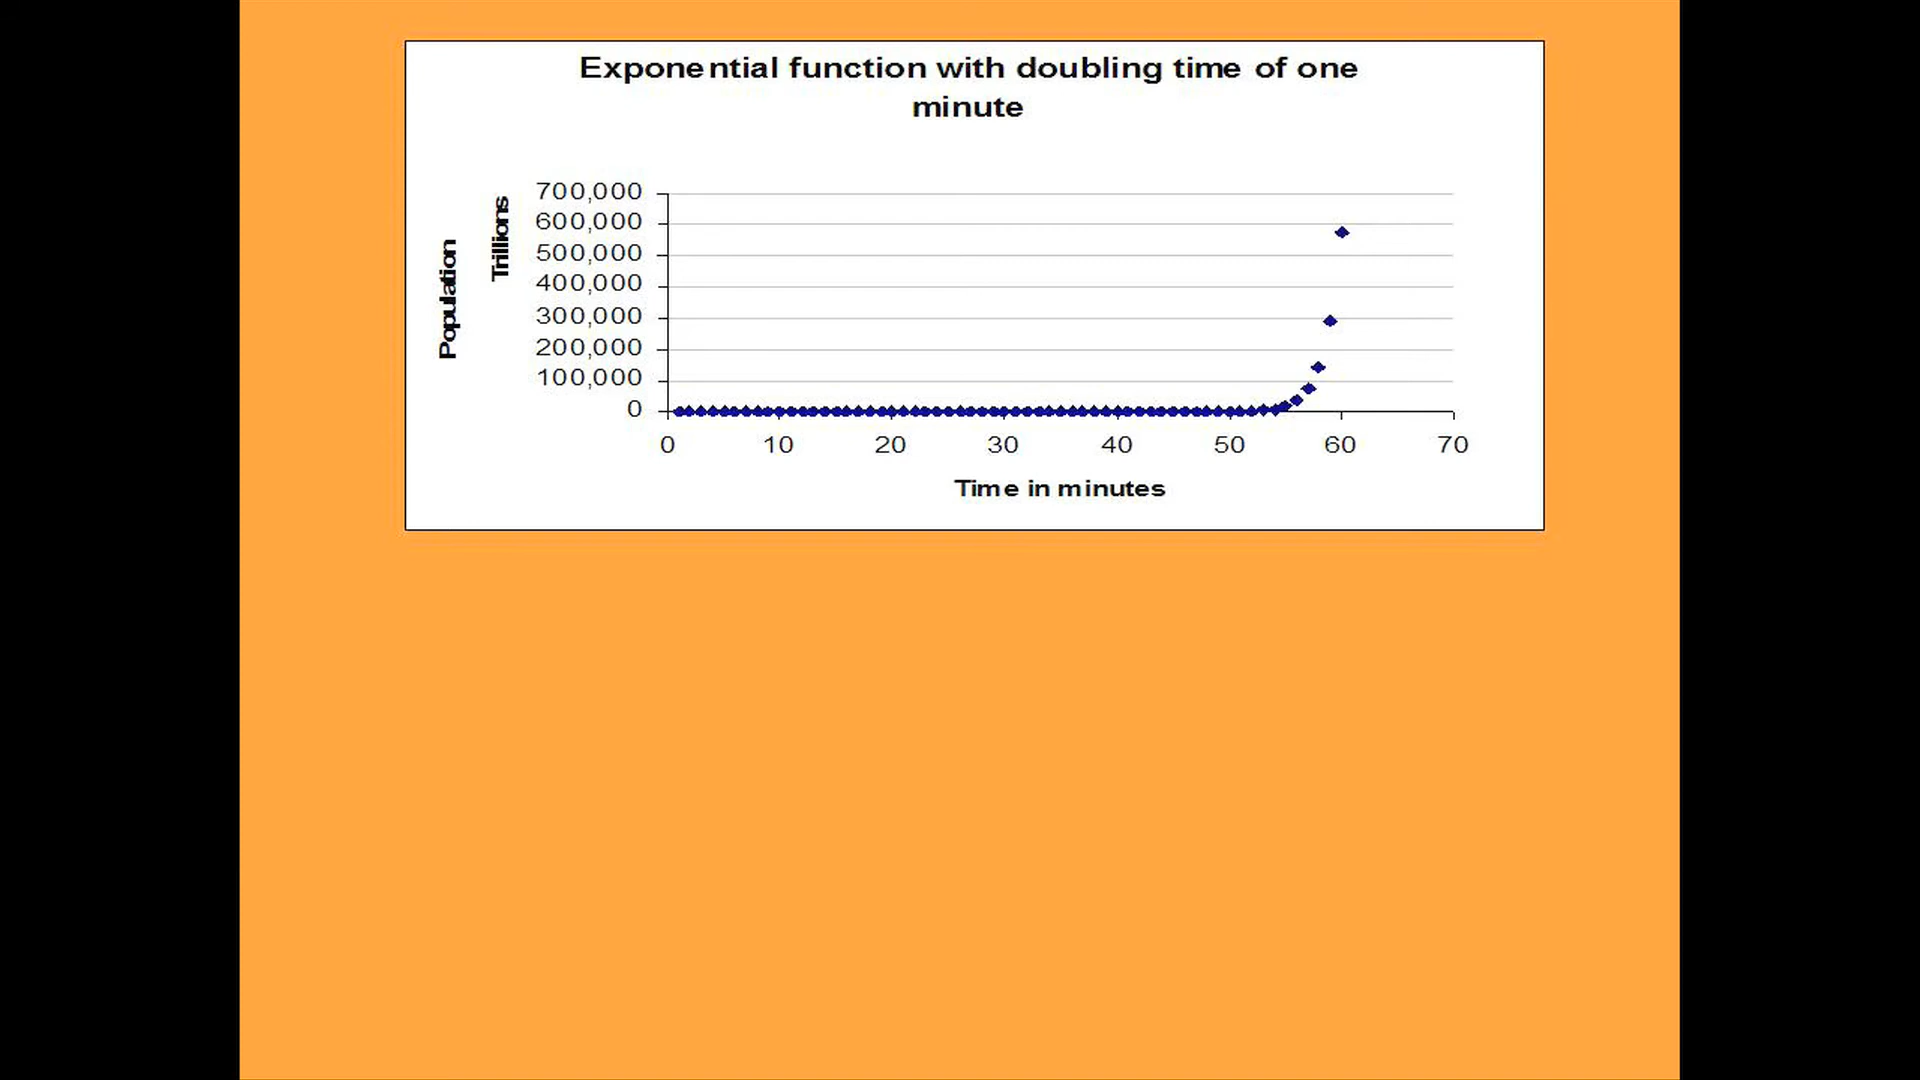 Exponential function with doubling time of one
minute
Population
Trillions
700,000
600,000
500,000
400,000
300,000
200,000
100,000
0
0 10 20 30 40 50 60 70
Time in minutes